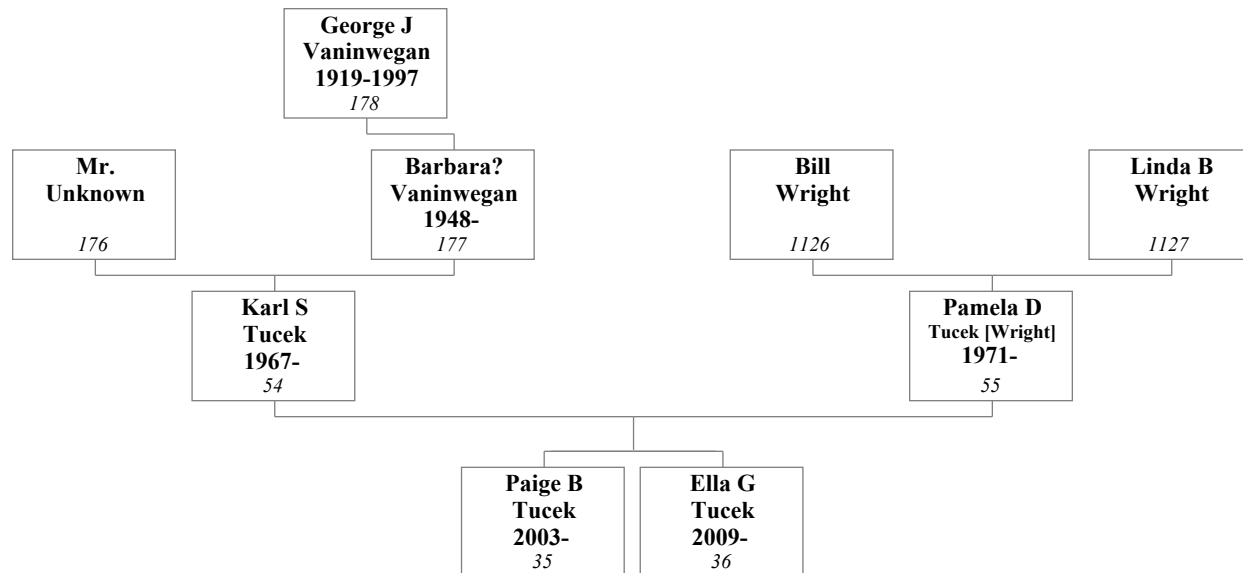 George J
Vaninwegan
1919-1997
178
Mr.
Unknown
176
Barbara?
Vaninwegan
1948-
177
Bill
Wright
1126
Linda B
Wright
1127
Karl S
Tucek
1967-
54
Pamela D
Tucek [Wright]
1971-
55
Paige B
Tucek
2003-
35
Ella G
Tucek
2009-
36